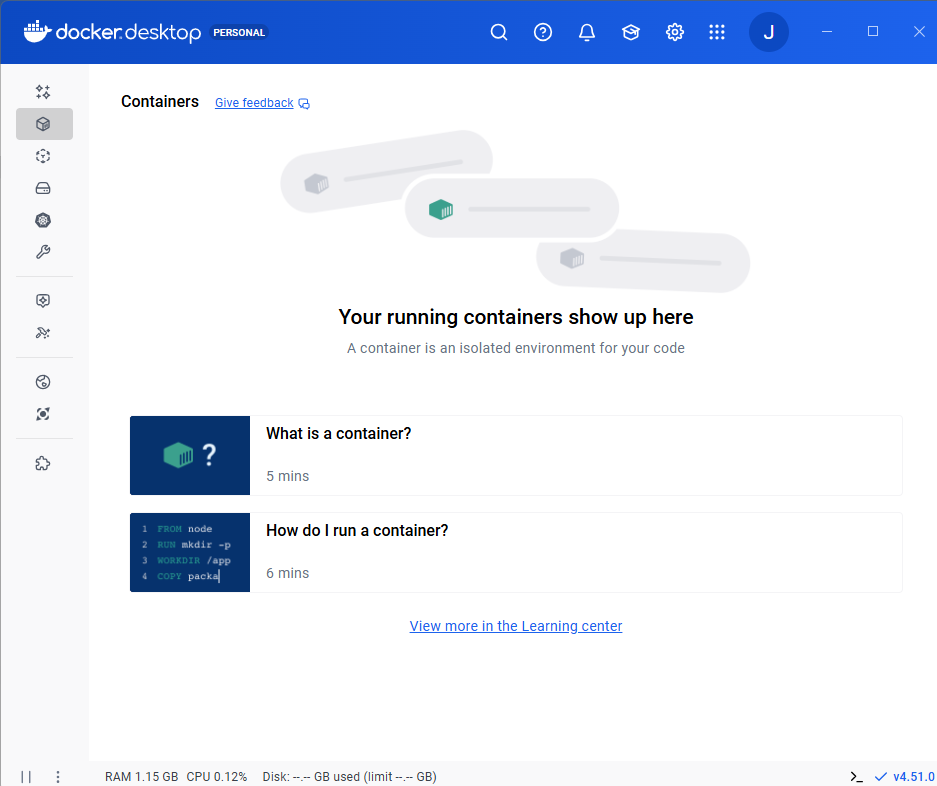 docker.desktop PERSONAL
J
Containers Give feedback
Your running containers show up here
A container is an isolated environment for your code
?
What is a container?
5 mins
1 FROM node
2 RUN mkdir -p
3 WORKDIR /app
4 COPY packa
How do I run a container?
6 mins
View more in the Learning center
RAM 1.15 GB CPU 0.12% Disk: --.-- GB used (limit --.-- GB) >_ v4.51.0